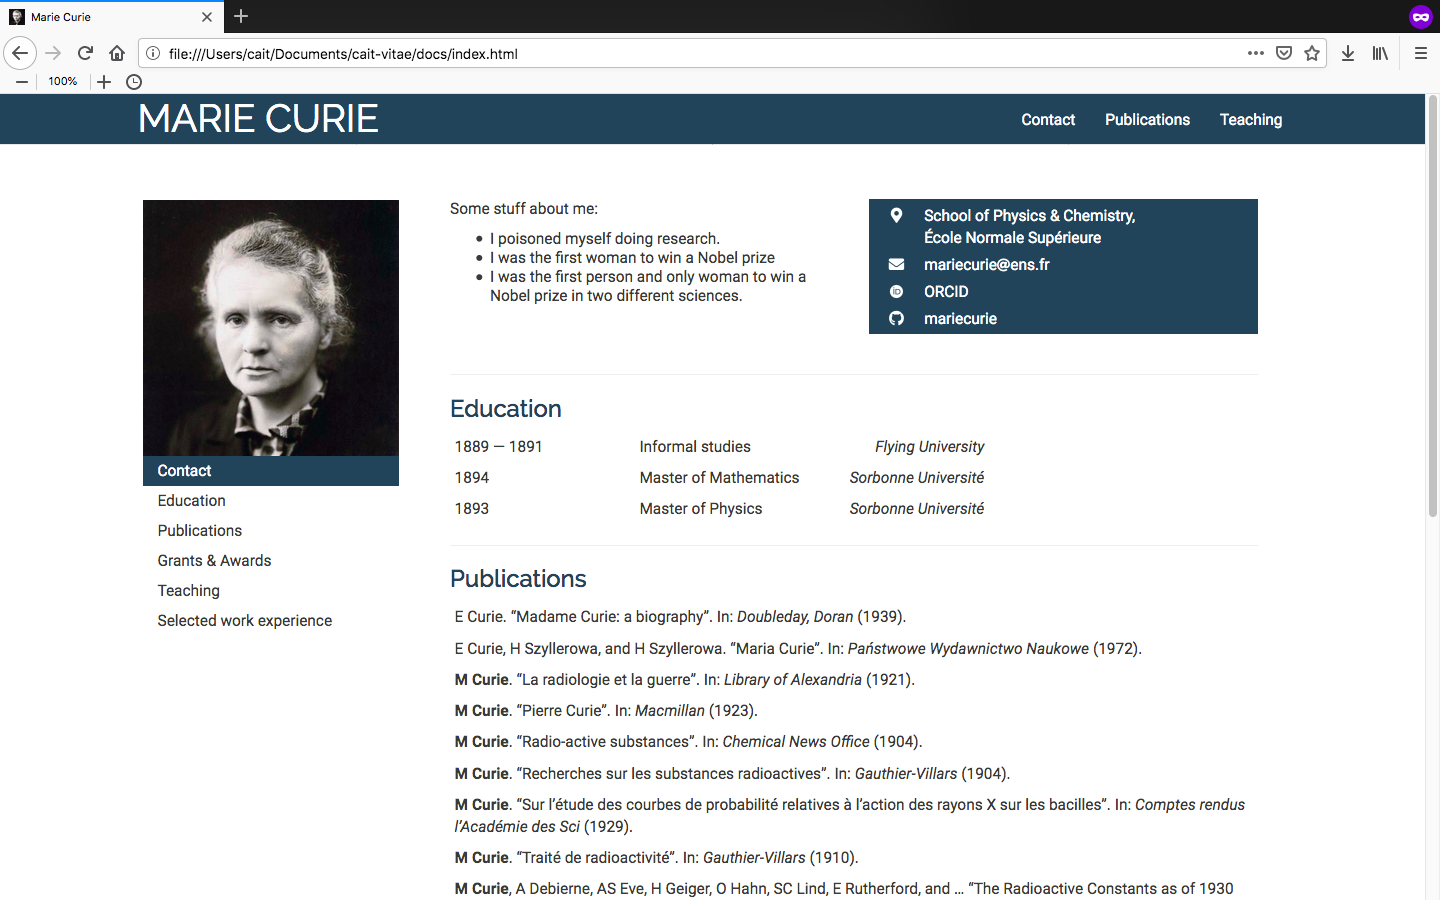 Marie Curie
file:///Users/cait/Documents/cait-vitae/docs/index.html
100%
MARIE CURIE
Contact
Publications
Teaching
Some stuff about me:
I poisoned myself doing research.
I was the first woman to win a Nobel prize
I was the first person and only woman to win a
Nobel prize in two different sciences.
School of Physics & Chemistry,
École Normale Supérieure
mariecurie@ens.fr
ORCID
mariecurie
Contact
Education
Publications
Grants & Awards
Teaching
Selected work experience
Education
1889 — 1891 Informal studies Flying University
1894 Master of Mathematics Sorbonne Université
1893 Master of Physics Sorbonne Université
Publications
E Curie. “Madame Curie: a biography”. In: Doubleday, Doran (1939).
E Curie, H Szyllerowa, and H Szyllerowa. “Maria Curie”. In: Państwowe Wydawnictwo Naukowe (1972).
M Curie. “La radiologie et la guerre”. In: Library of Alexandria (1921).
M Curie. “Pierre Curie”. In: Macmillan (1923).
M Curie. “Radio-active substances”. In: Chemical News Office (1904).
M Curie. “Recherches sur les substances radioactives”. In: Gauthier-Villars (1904).
M Curie. “Sur l’étude des courbes de probabilité relatives à l’action des rayons X sur les bacilles”. In: Comptes rendus
l’Académie des Sci (1929).
M Curie. “Traité de radioactivité”. In: Gauthier-Villars (1910).
M Curie, A Debierne, AS Eve, H Geiger, O Hahn, SC Lind, E Rutherford, and … “The Radioactive Constants as of 1930